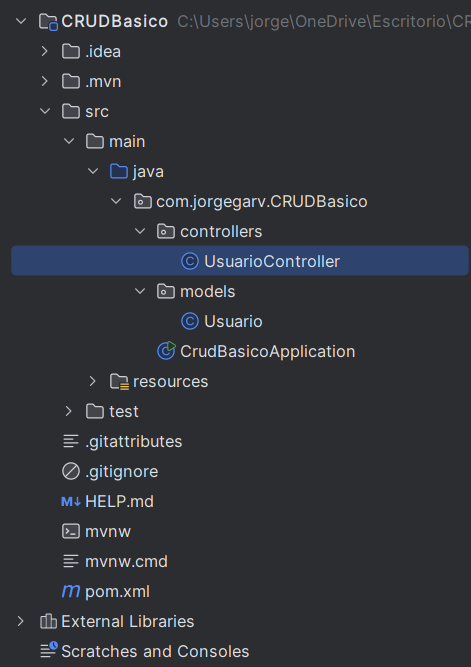 CRUDBasico C:\Users\jorge\OneDrive\Escritorio\CR
.idea
.mvn
src
main
java
com.jorgegarv.CRUDBasico
controllers
UsuarioController
models
Usuario
CrudBasicoApplication
resources
test
.gitattributes
.gitignore
HELP.md
mvnw
mvnw.cmd
pom.xml
External Libraries
Scratches and Consoles